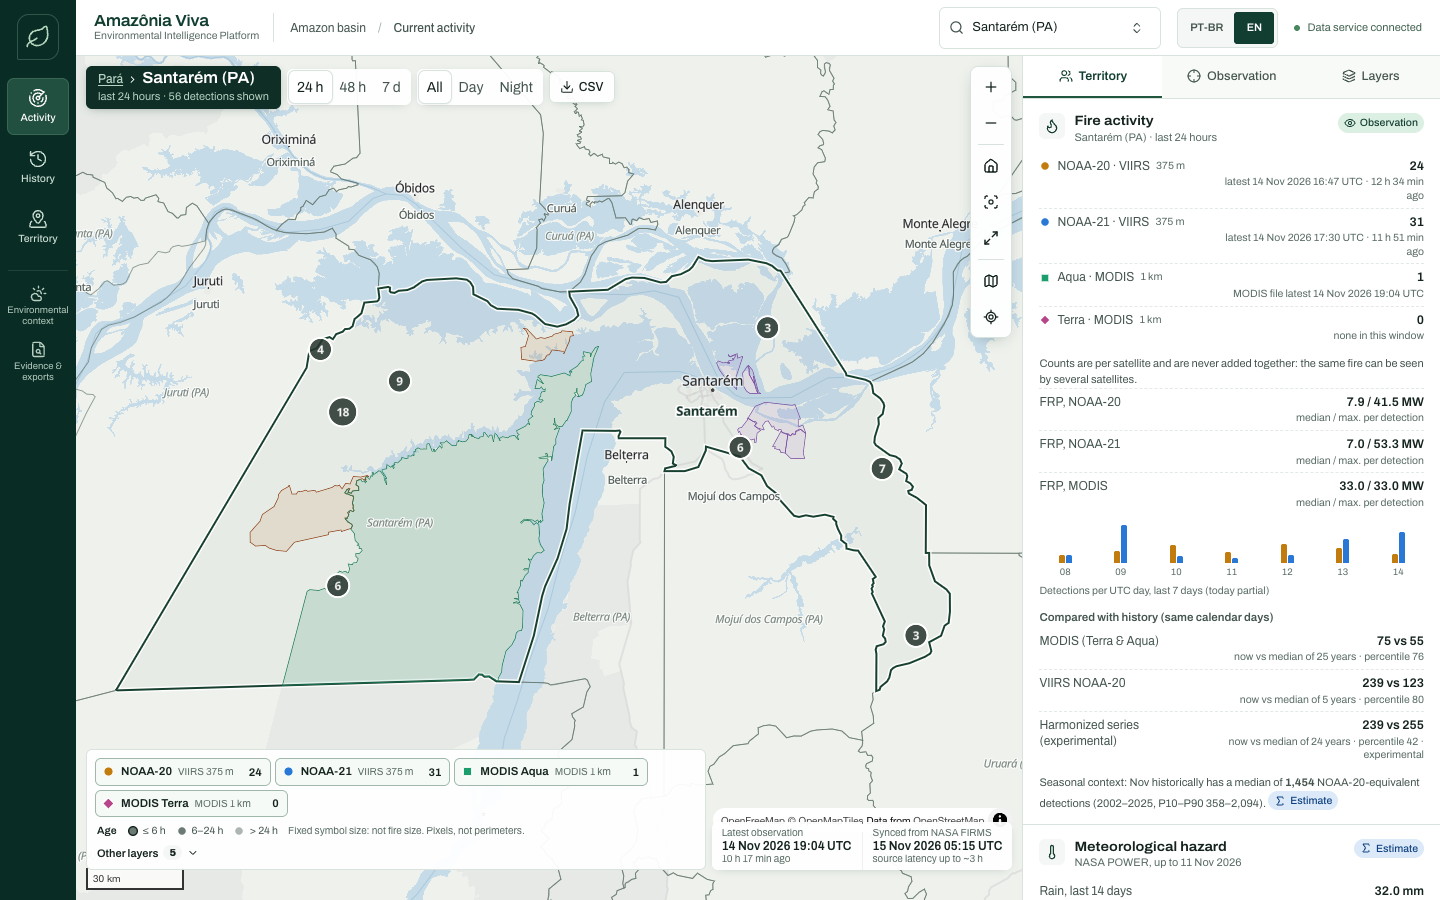 Amazônia Viva
Environmental Intelligence Platform
Amazon basin / Current activity
Santarém (PA)
PT-BR EN
Data service connected
Activity
History
Territory
Environmental
context
Evidence &
exports
Pará › Santarém (PA)
last 24 hours · 56 detections shown
24 h 48 h 7 d
All Day Night
CSV
Oriximiná
Oriximiná
Óbidos
Óbidos
Curuá
Curuá (PA)
Alenquer
Alenquer
Monte Alegr
Monte Alegre
nta (PA)
nta
Juruti
Juruti
Juruti (PA)
3
4
9
18
Santarém
Santarém
6
7
Belterra
Belterra
Mojuí dos Campos
Santarém (PA)
6
Belterra (PA)
Mojuí dos Campos (PA)
3
Uruará (
(P
NOAA-20 VIIRS 375 m 24
NOAA-21 VIIRS 375 m 31
MODIS Aqua MODIS 1 km 1
MODIS Terra MODIS 1 km 0
Age ≤ 6 h 6–24 h > 24 h Fixed symbol size: not fire size. Pixels, not perimeters.
Other layers 5
30 km
OpenFreeMap © OpenMapTiles Data from OpenStreetMap
Latest observation
14 Nov 2026 19:04 UTC
10 h 17 min ago
Synced from NASA FIRMS
15 Nov 2026 05:15 UTC
source latency up to ~3 h
Territory
Observation
Layers
Fire activity
Santarém (PA) · last 24 hours
Observation
NOAA-20 · VIIRS 375 m 24
latest 14 Nov 2026 16:47 UTC · 12 h 34 min
ago
NOAA-21 · VIIRS 375 m 31
latest 14 Nov 2026 17:30 UTC · 11 h 51 min
ago
Aqua · MODIS 1 km 1
MODIS file latest 14 Nov 2026 19:04 UTC
Terra · MODIS 1 km 0
none in this window
Counts are per satellite and are never added together: the same fire can be seen
by several satellites.
FRP, NOAA-20 7.9 / 41.5 MW
median / max. per detection
FRP, NOAA-21 7.0 / 53.3 MW
median / max. per detection
FRP, MODIS 33.0 / 33.0 MW
median / max. per detection
08 09 10 11 12 13 14
Detections per UTC day, last 7 days (today partial)
Compared with history (same calendar days)
MODIS (Terra & Aqua) 75 vs 55
now vs median of 25 years · percentile 76
VIIRS NOAA-20 239 vs 123
now vs median of 5 years · percentile 80
Harmonized series 239 vs 255
(experimental) now vs median of 24 years · percentile 42 ·
experimental
Seasonal context: Nov historically has a median of 1,454 NOAA-20-equivalent
detections (2002–2025, P10–P90 358–2,094). Σ Estimate
Meteorological hazard
NASA POWER, up to 11 Nov 2026
Σ Estimate
Rain, last 14 days 32.0 mm